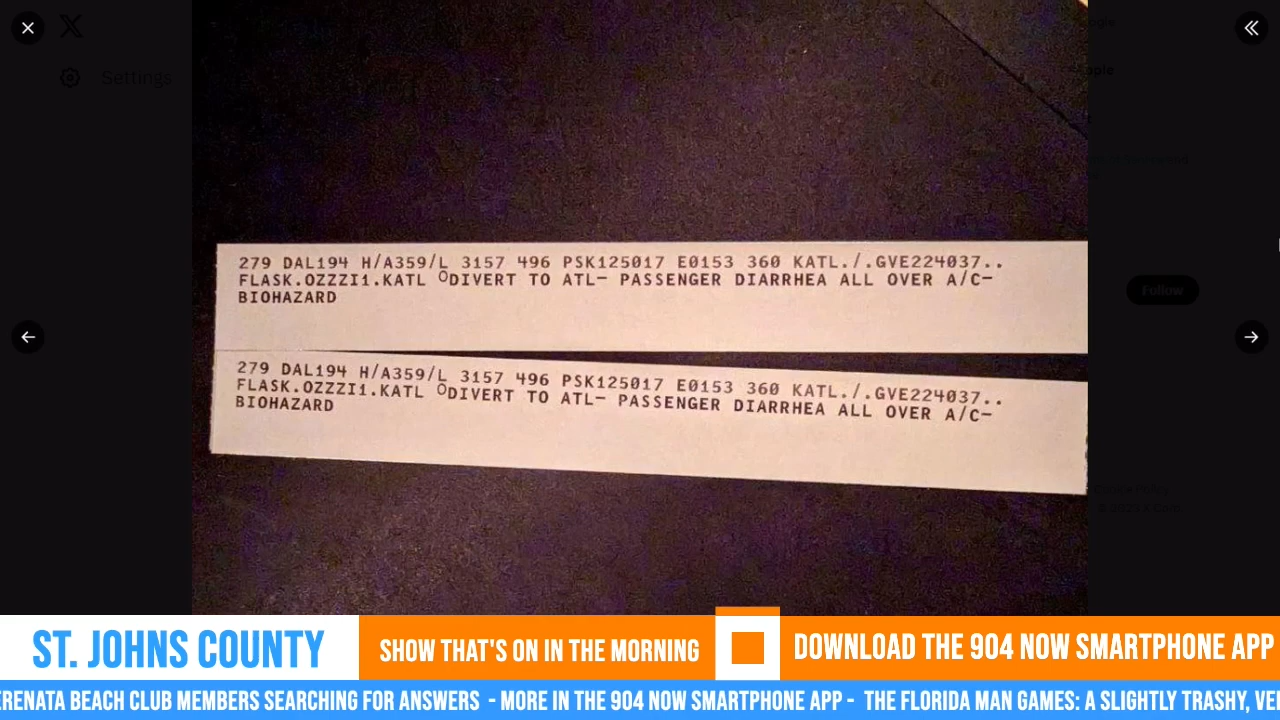 Settings
279 DAL194 H/A359/L 3157 496 PSK125017 E0153 360 KATL./.GVE224037..
FLASK.OZZZI1.KATL ODIVERT TO ATL– PASSENGER DIARRHEA ALL OVER A/C–
BIOHAZARD
279 DAL194 H/A359/L 3157 496 PSK125017 E0153 360 KATL./.GVE224037..
FLASK.OZZZI1.KATL ODIVERT TO ATL– PASSENGER DIARRHEA ALL OVER A/C–
BIOHAZARD
Follow
ST. JOHNS COUNTY
SHOW THAT'S ON IN THE MORNING
DOWNLOAD THE 904 NOW SMARTPHONE APP
ERENATA BEACH CLUB MEMBERS SEARCHING FOR ANSWERS - MORE IN THE 904 NOW SMARTPHONE APP - THE FLORIDA MAN GAMES: A SLIGHTLY TRASHY, VE